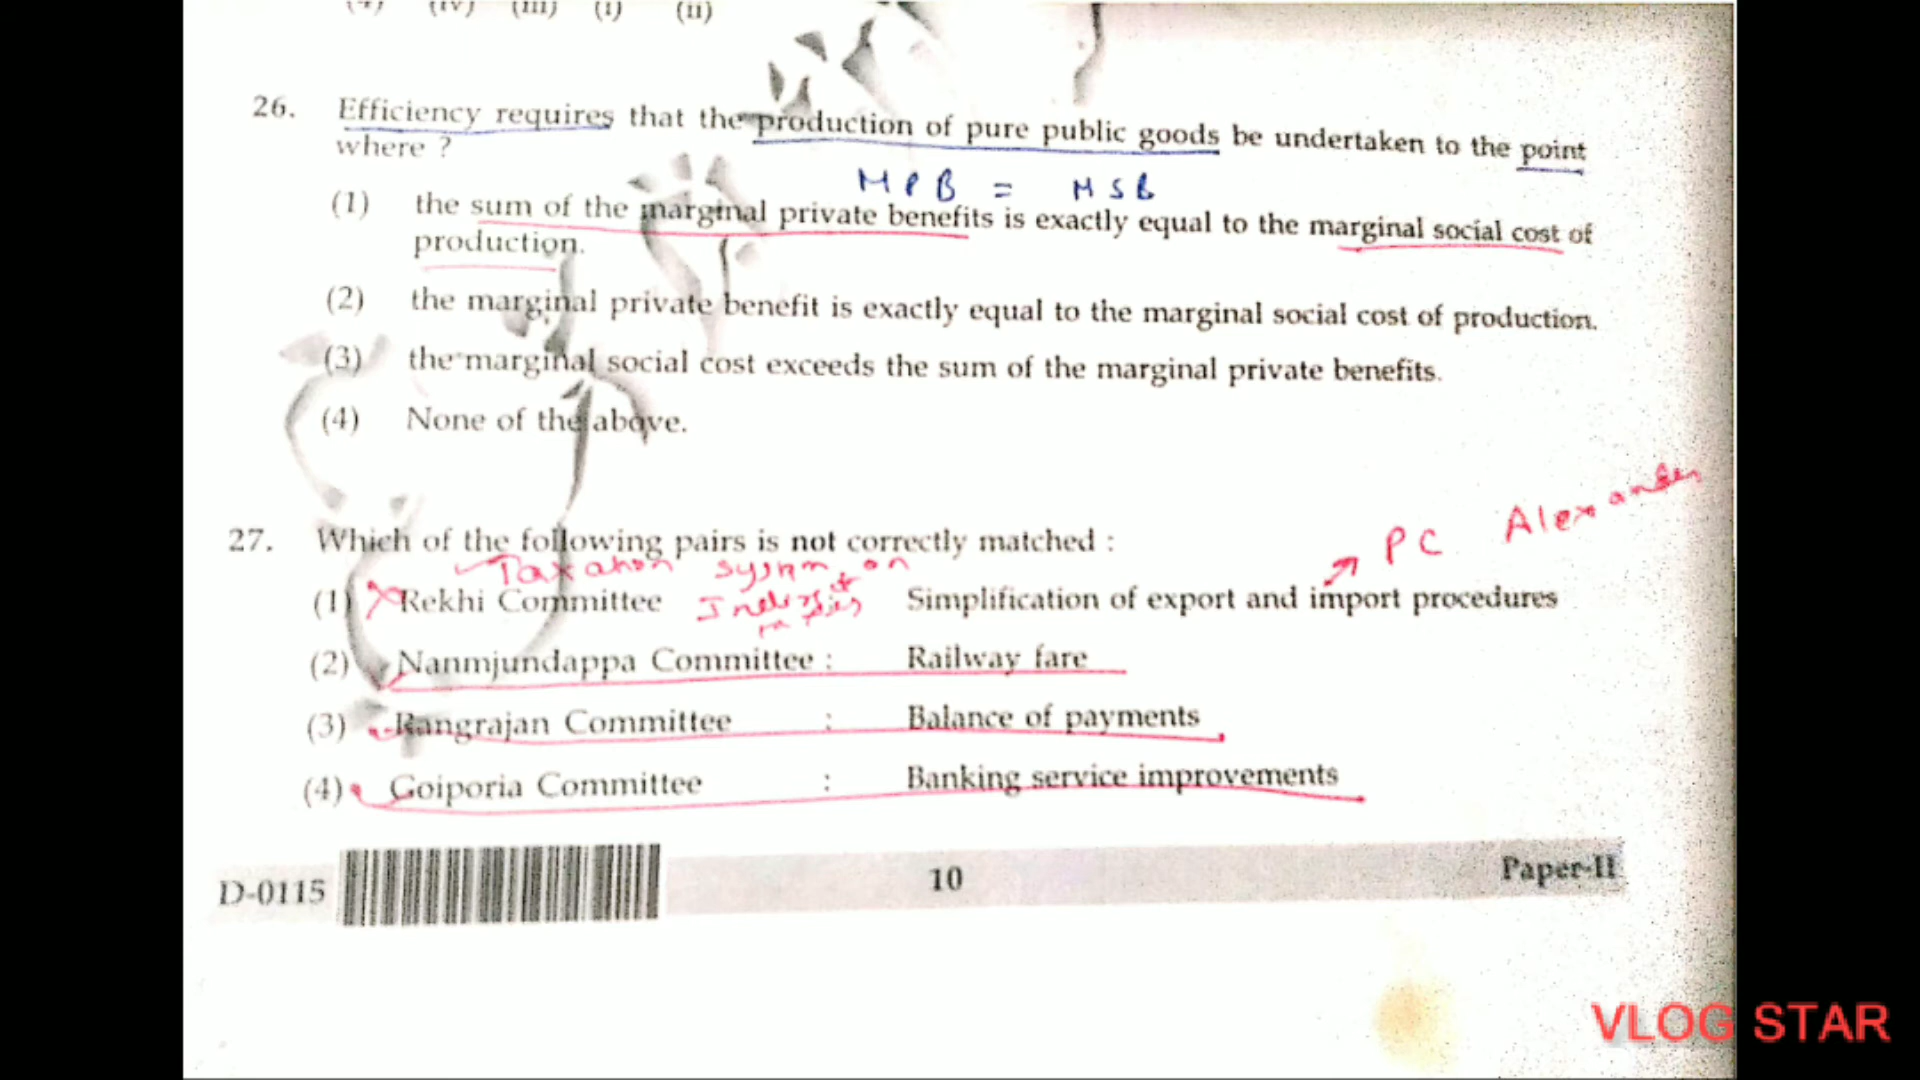 (iv) (iii) (i) (ii)
26. Efficiency requires that the production of pure public goods be undertaken to the point
where ?
MPB = MSB
(1) the sum of the marginal private benefits is exactly equal to the marginal social cost of
production.
(2) the marginal private benefit is exactly equal to the marginal social cost of production.
(3) the marginal social cost exceeds the sum of the marginal private benefits.
(4) None of the above.
PC Alexander
27. Which of the following pairs is not correctly matched :
Taxation system on
(1) Rekhi Committee Simplification of export and import procedures
(2) Nanmjundappa Committee : Railway fare
(3) Rangrajan Committee : Balance of payments
(4) Goiporia Committee : Banking service improvements
D-0115 10 Paper-II
VLOG STAR